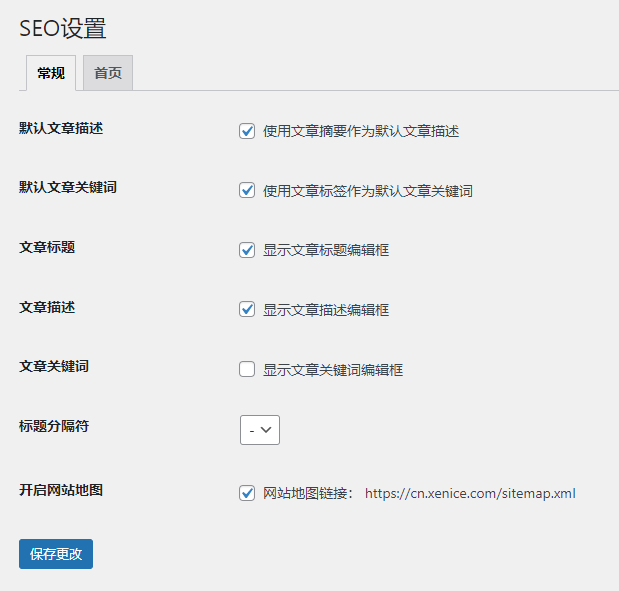 SEO设置
常规 首页
默认文章描述 使用文章摘要作为默认文章描述
默认文章关键词 使用文章标签作为默认文章关键词
文章标题 显示文章标题编辑框
文章描述 显示文章描述编辑框
文章关键词 显示文章关键词编辑框
标题分隔符 -
开启网站地图 网站地图链接： https://cn.xenice.com/sitemap.xml
保存更改